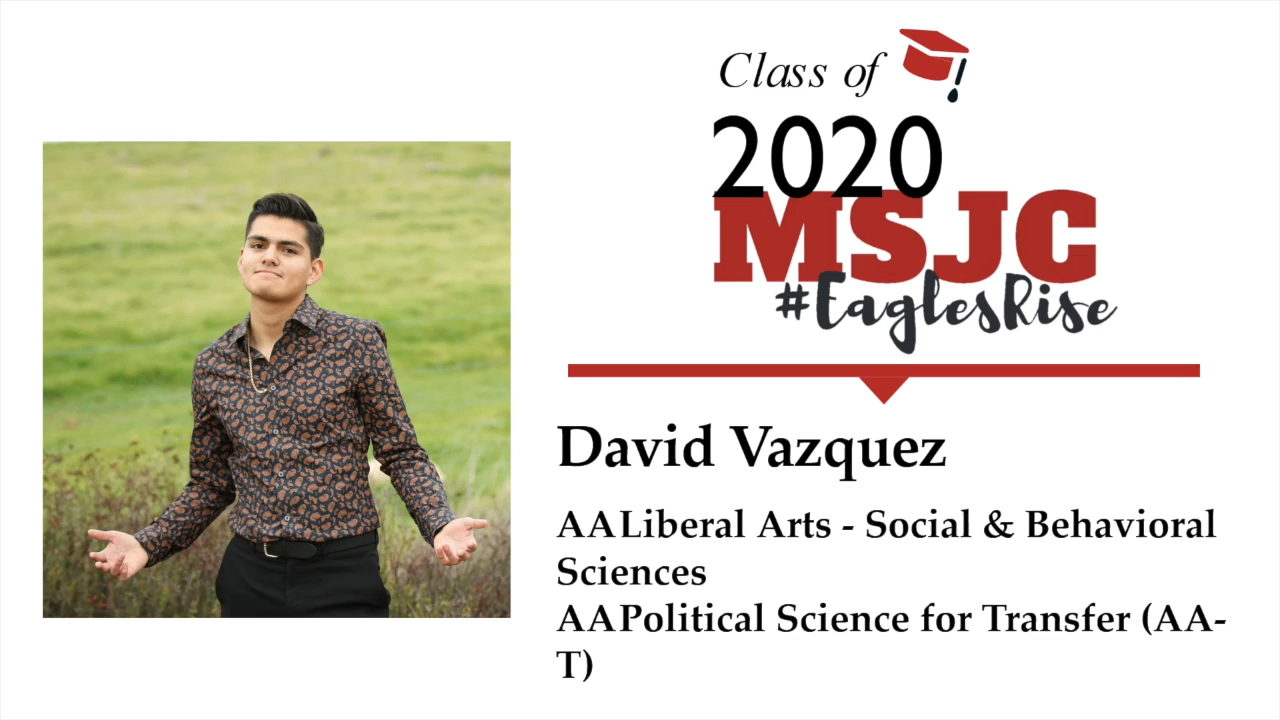 Class of
2020
MSJC
#EaglesRise
David Vazquez
AALiberal Arts - Social & Behavioral
Sciences
AAPolitical Science for Transfer (AA-
T)